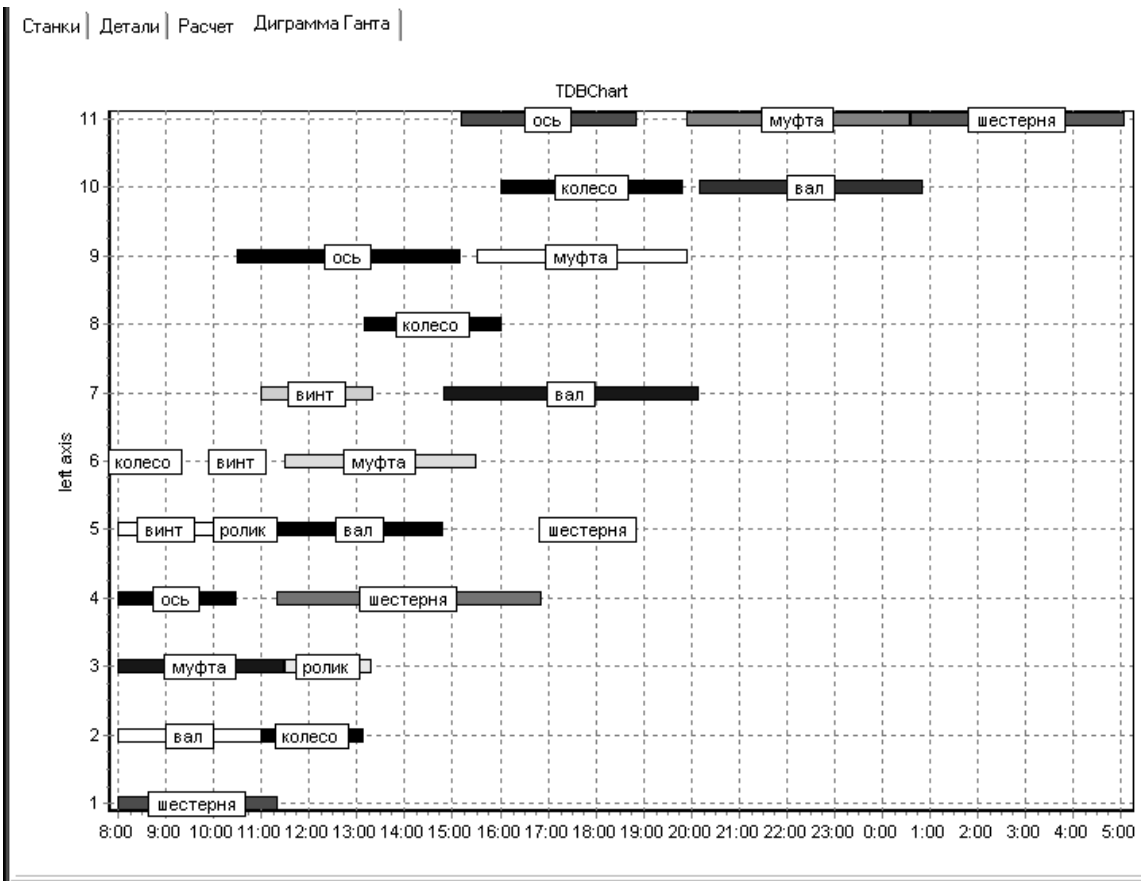 Станки Детали Расчет Диграмма Ганта
TDBChart
11 ось муфта шестерня
10 колесо вал
9 ось муфта
8 колесо
7 винт вал
left axis
6 колесо винт муфта
5 винт ролик вал шестерня
4 ось шестерня
3 муфта ролик
2 вал колесо
1 шестерня
8:00 9:00 10:00 11:00 12:00 13:00 14:00 15:00 16:00 17:00 18:00 19:00 20:00 21:00 22:00 23:00 0:00 1:00 2:00 3:00 4:00 5:00